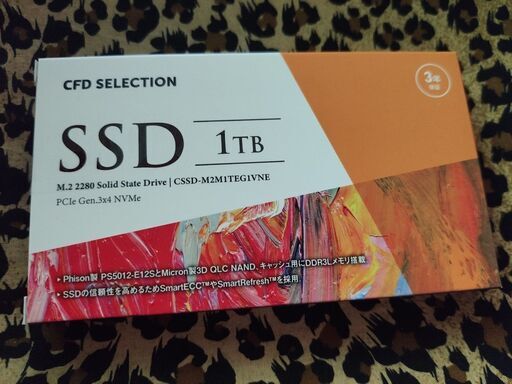 CFD SELECTION
3年
保証
SSD 1TB
M.2 2280 Solid State Drive | CSSD-M2M1TEG1VNE
PCIe Gen.3x4 NVMe
▶Phison製 PS5012-E12SとMicron製3D QLC NAND、キャッシュ用にDDR3Lメモリ搭載
▶SSDの信頼性を高めるためSmartECC™やSmartRefresh™を採用